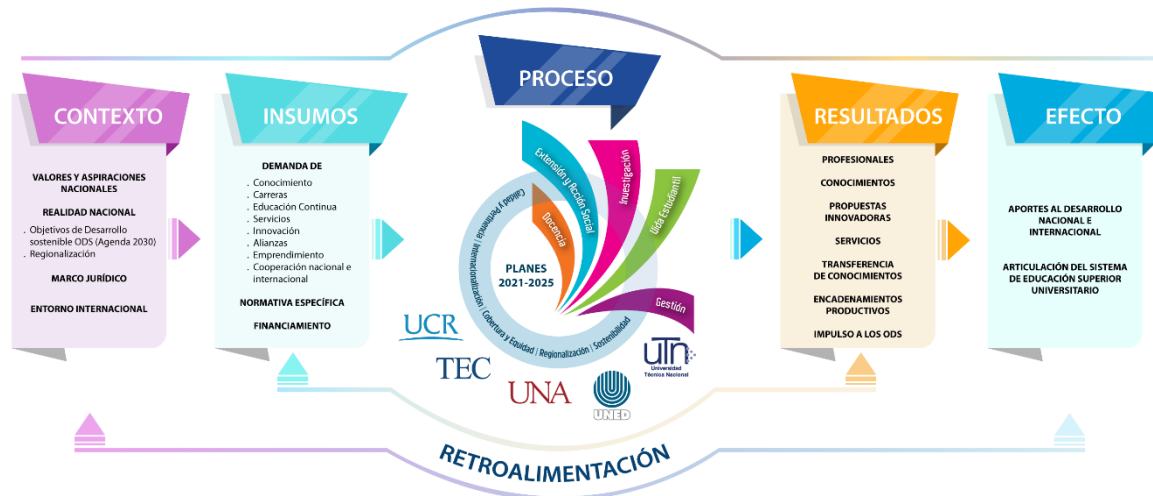 CONTEXTO
VALORES Y ASPIRACIONES
NACIONALES
REALIDAD NACIONAL
. Objetivos de Desarrollo
sostenible ODS (Agenda 2030)
. Regionalización
MARCO JURÍDICO
ENTORNO INTERNACIONAL
INSUMOS
DEMANDA DE
. Conocimiento
. Carreras
. Educación Continua
. Servicios
. Innovación
. Alianzas
. Emprendimiento
. Cooperación nacional e
internacional
NORMATIVA ESPECÍFICA
FINANCIAMIENTO
PROCESO
Docencia
Extensión y Acción Social
Investigación
Vida Estudiantil
Gestión
PLANES
2021-2025
Calidad y Pertinencia | Internacionalización | Cobertura y Equidad | Regionalización | Sostenibilidad
UCR
TEC
UNA
UNED
UTN
Universidad
Técnica Nacional
RESULTADOS
PROFESIONALES
CONOCIMIENTOS
PROPUESTAS
INNOVADORAS
SERVICIOS
TRANSFERENCIA
DE CONOCIMIENTOS
ENCADENAMIENTOS
PRODUCTIVOS
IMPULSO A LOS ODS
EFECTO
APORTES AL DESARROLLO
NACIONAL E
INTERNACIONAL
ARTICULACIÓN DEL SISTEMA
DE EDUCACIÓN SUPERIOR
UNIVERSITARIO
RETROALIMENTACIÓN